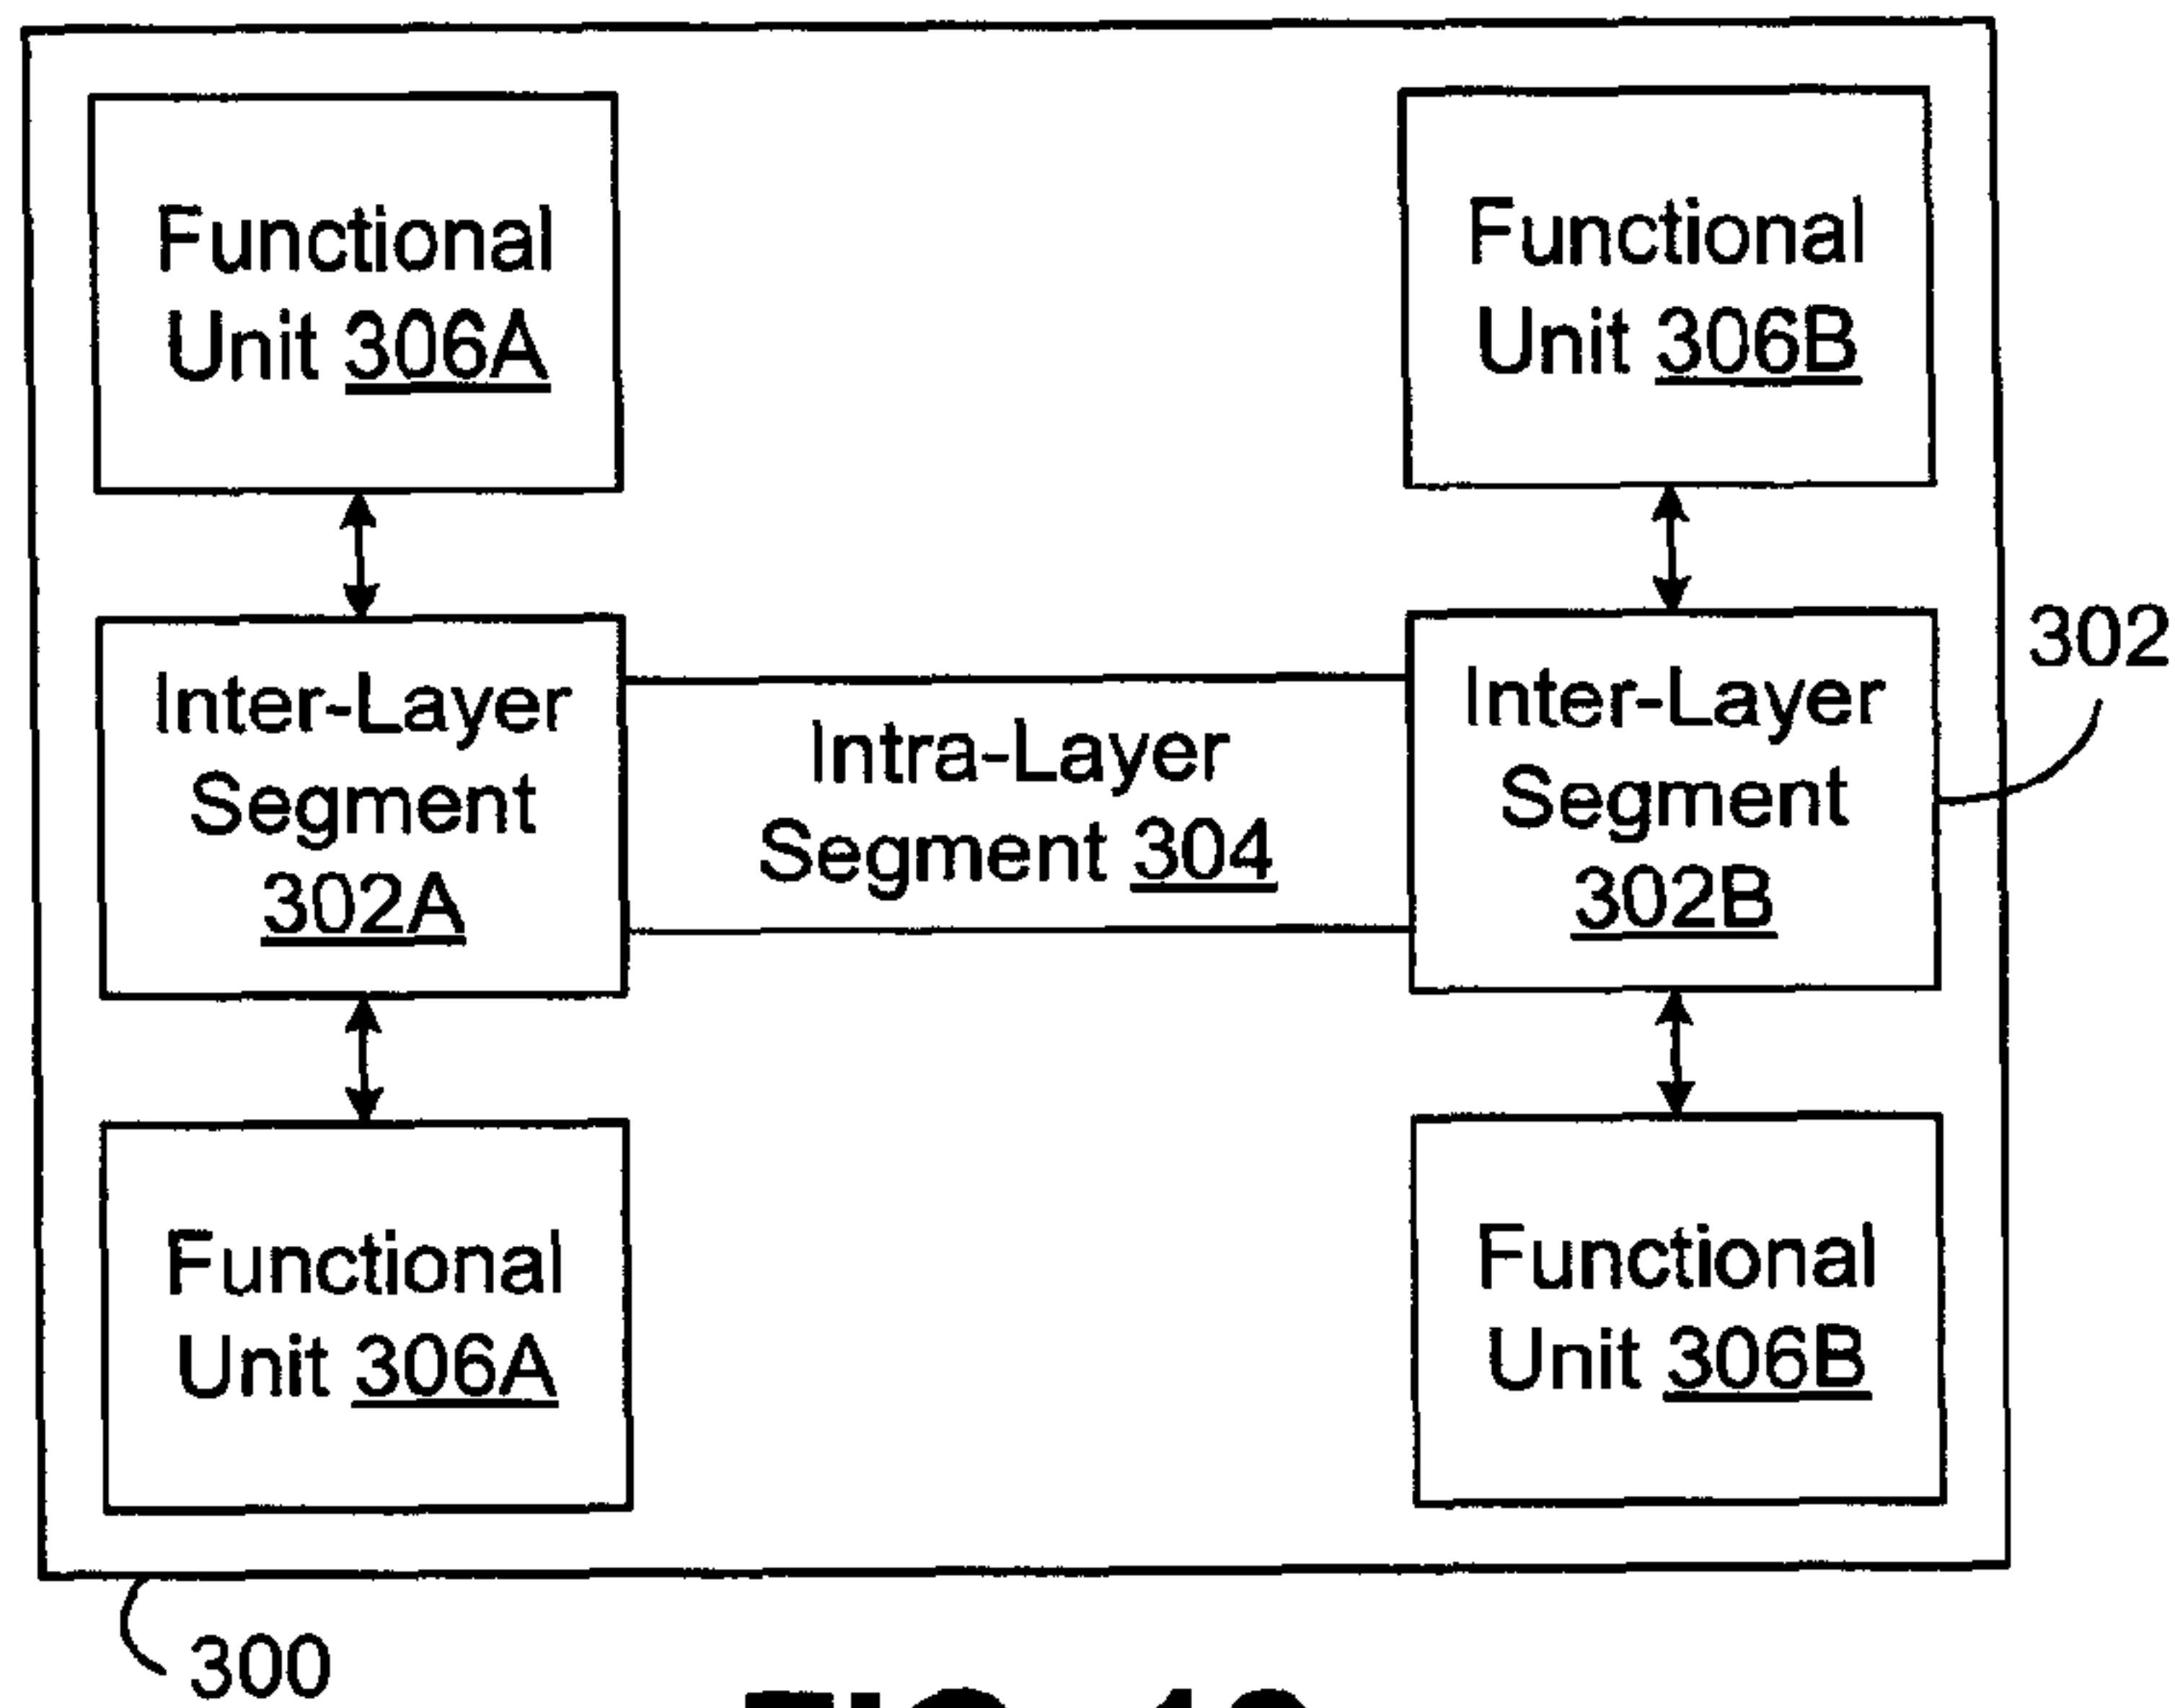 Functional
Unit 306A
Functional
Unit 306B
Inter-Layer
Segment
302A
Intra-Layer
Segment 304
Inter-Layer
Segment
302B
302
Functional
Unit 306A
Functional
Unit 306B
300